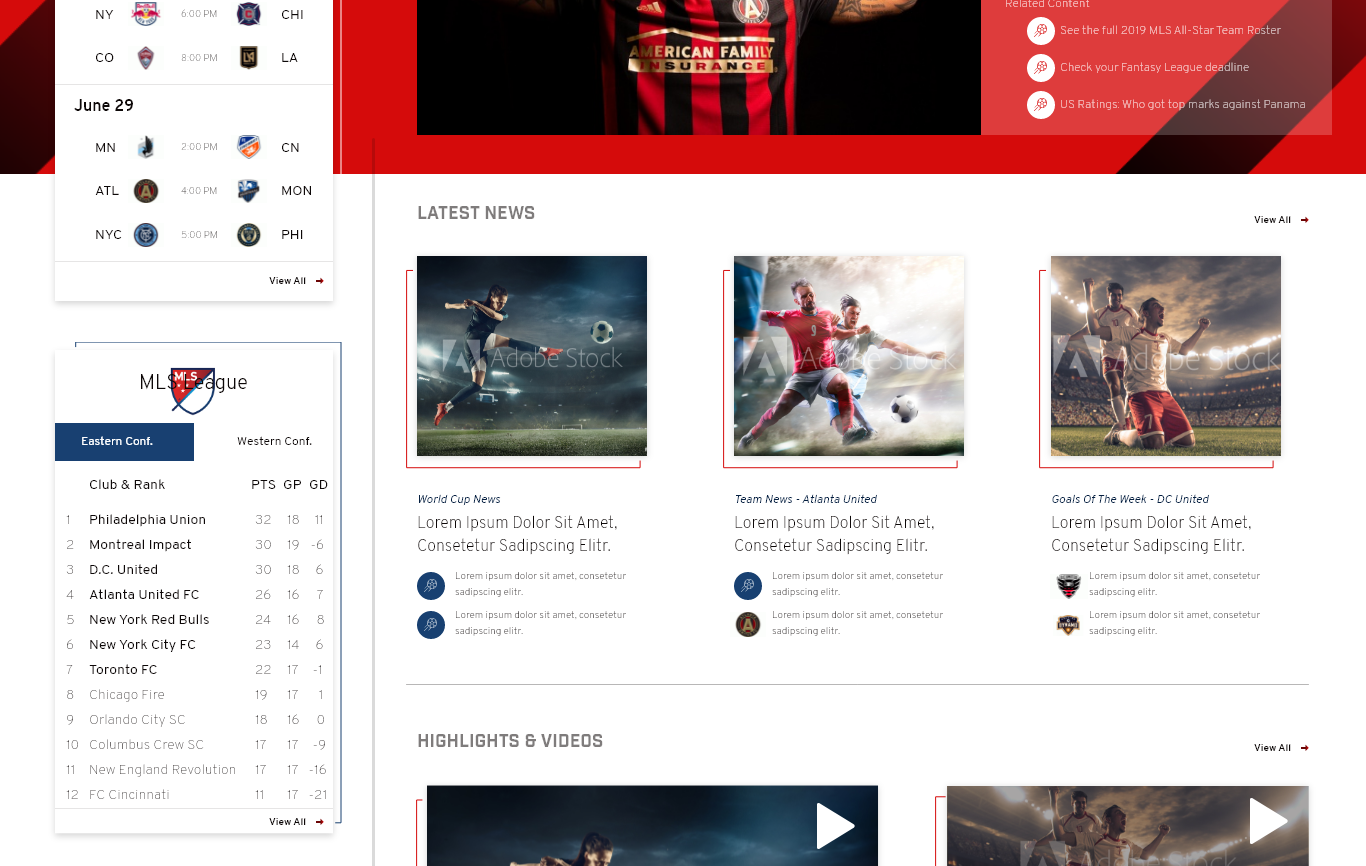 NY 6:00 PM CHI
CO 8:00 PM LA
June 29
MN 2:00 PM CN
ATL 4:00 PM MON
NYC 5:00 PM PHI
View All
MLS League
MLS
Eastern Conf. Western Conf.
Club & Rank PTS GP GD
1 Philadelphia Union 32 18 11
2 Montreal Impact 30 19 -6
3 D.C. United 30 18 6
4 Atlanta United FC 26 16 7
5 New York Red Bulls 24 16 8
6 New York City FC 23 14 6
7 Toronto FC 22 17 -1
8 Chicago Fire 19 17 1
9 Orlando City SC 18 16 0
10 Columbus Crew SC 17 17 -9
11 New England Revolution 17 17 -16
12 FC Cincinnati 11 17 -21
View All
AMERICAN FAMILY
INSURANCE
Related Content
See the full 2019 MLS All-Star Team Roster
Check your Fantasy League deadline
US Ratings: Who got top marks against Panama
LATEST NEWS
View All
Adobe Stock
World Cup News
Lorem Ipsum Dolor Sit Amet,
Consetetur Sadipscing Elitr.
Lorem ipsum dolor sit amet, consetetur
sadipscing elitr.
Lorem ipsum dolor sit amet, consetetur
sadipscing elitr.
9
Adobe Stock
Team News - Atlanta United
Lorem Ipsum Dolor Sit Amet,
Consetetur Sadipscing Elitr.
Lorem ipsum dolor sit amet, consetetur
sadipscing elitr.
Lorem ipsum dolor sit amet, consetetur
sadipscing elitr.
Adobe Stock
Goals Of The Week - DC United
Lorem Ipsum Dolor Sit Amet,
Consetetur Sadipscing Elitr.
Lorem ipsum dolor sit amet, consetetur
sadipscing elitr.
Lorem ipsum dolor sit amet, consetetur
sadipscing elitr.
HIGHLIGHTS & VIDEOS
View All